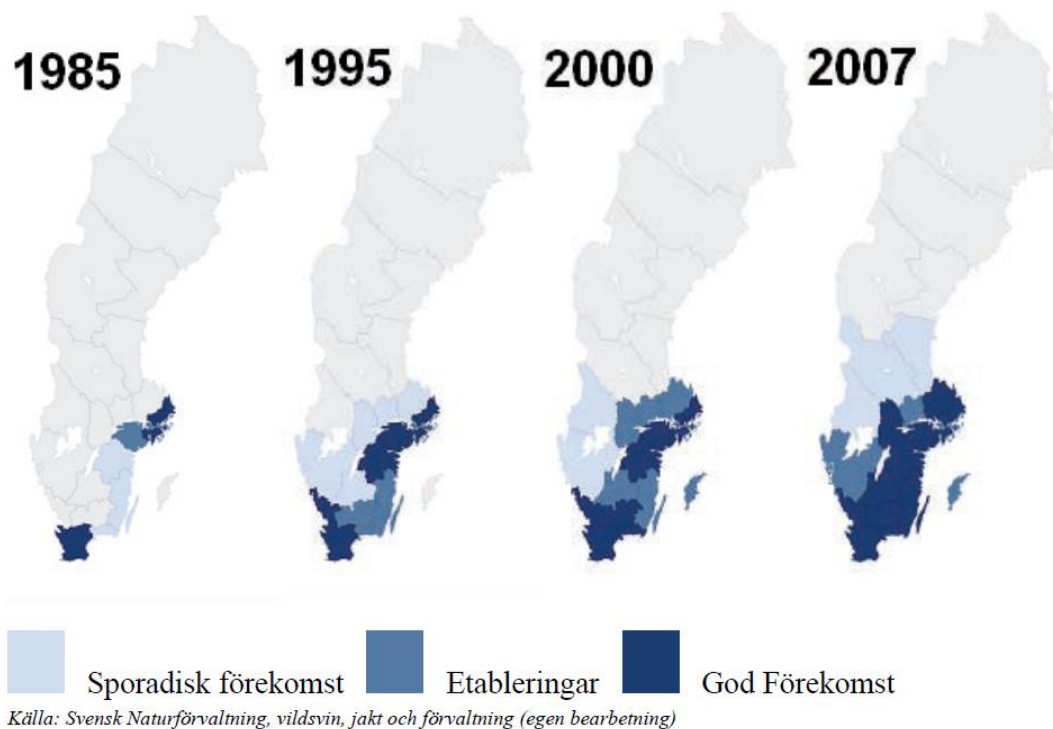 1985 1995 2000 2007
Sporadisk förekomst Etableringar God Förekomst
Källa: Svensk Naturförvaltning, vildsvin, jakt och förvaltning (egen bearbetning)